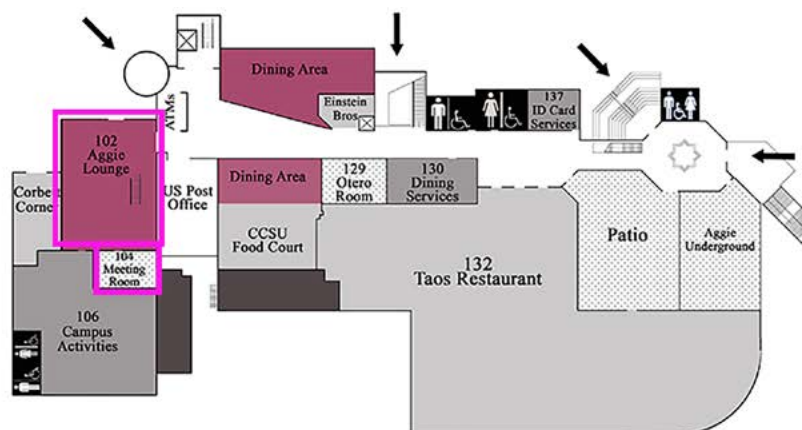 Dining Area
Einstein
Bros.
137
ID Card
Services
ATMs
102
Aggie
Lounge
Corbett
Corner
US Post
Office
Dining Area
129
Otero
Room
130
Dining
Services
CCSU
Food Court
104
Meeting
Room
132
Taos Restaurant
Patio
Aggie
Underground
106
Campus
Activities